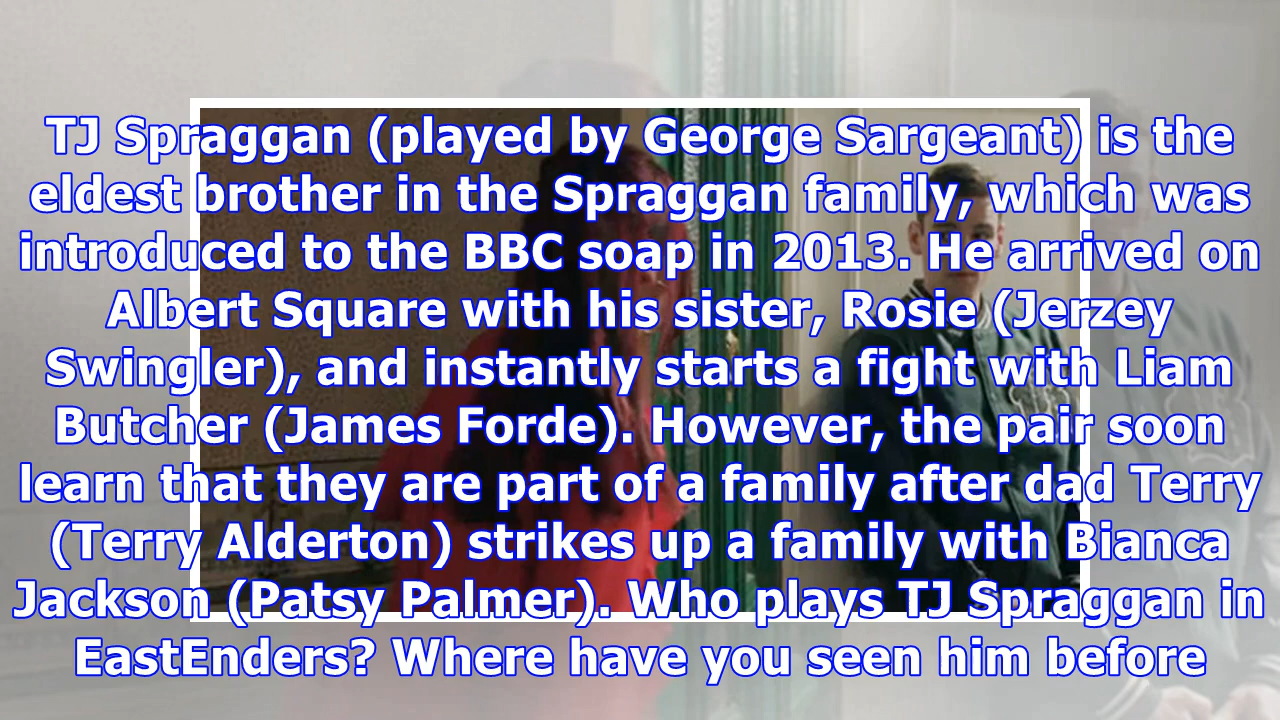 TJ Spraggan (played by George Sargeant) is the
eldest brother in the Spraggan family, which was
introduced to the BBC soap in 2013. He arrived on
Albert Square with his sister, Rosie (Jerzey
Swingler), and instantly starts a fight with Liam
Butcher (James Forde). However, the pair soon
learn that they are part of a family after dad Terry
(Terry Alderton) strikes up a family with Bianca
Jackson (Patsy Palmer). Who plays TJ Spraggan in
EastEnders? Where have you seen him before